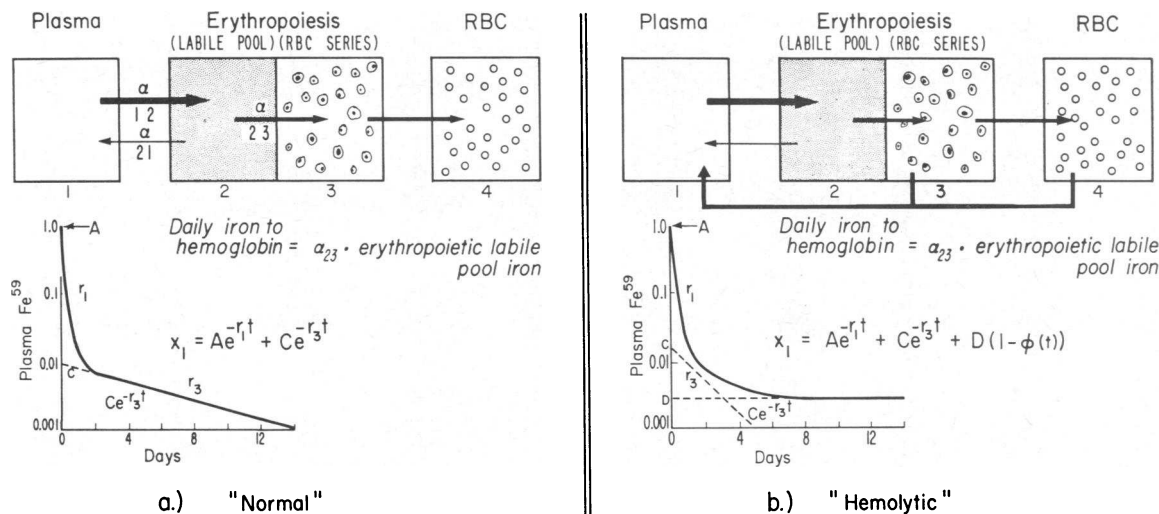 Plasma
Erythropoiesis
(LABILE POOL) (RBC SERIES)
RBC
α
12
α
21
α
23
1
2
3
4
Daily iron to
hemoglobin = α₂₃ · erythropoietic labile
pool iron
Plasma Fe⁵⁹
1.0
0.1
0.01
0.001
A
r₁
C
Ce^-r₃t
r₃
x₁ = Ae^-r₁t + Ce^-r₃t
0
4
8
12
Days
a.) "Normal"
Plasma
Erythropoiesis
(LABILE POOL) (RBC SERIES)
RBC
1
2
3
4
Daily iron to
hemoglobin = α₂₃ · erythropoietic labile
pool iron
Plasma Fe⁵⁹
1.0
0.1
0.01
0.001
A
r₁
C
r₃
D
Ce^-r₃t
x₁ = Ae^-r₁t + Ce^-r₃t + D(1-φ(t))
0
4
8
12
Days
b.) "Hemolytic"